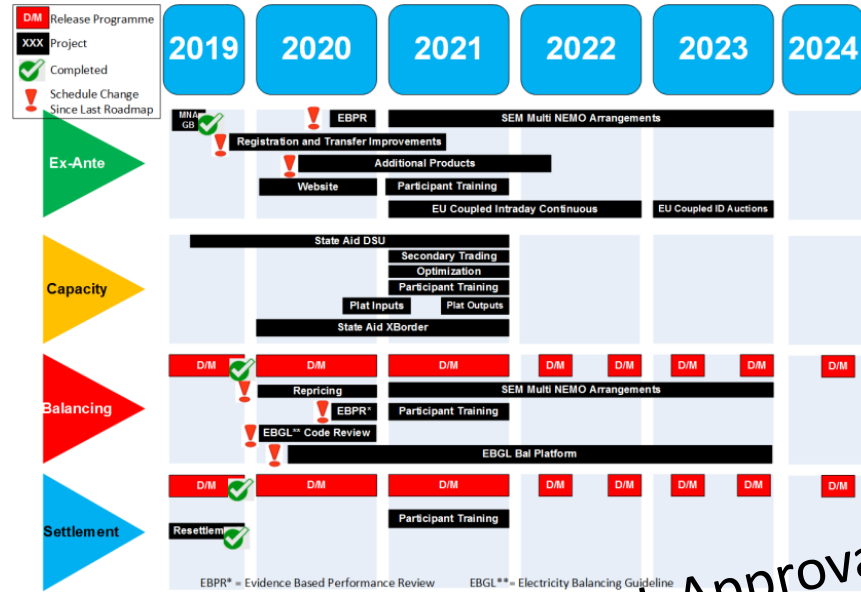 D/M Release Programme
XXX Project
Completed
Schedule Change
Since Last Roadmap
2019 2020 2021 2022 2023 2024
Ex-Ante
MNA
GB
EBPR
SEM Multi NEMO Arrangements
Registration and Transfer Improvements
Additional Products
Website
Participant Training
EU Coupled Intraday Continuous
EU Coupled ID Auctions
Capacity
State Aid DSU
Secondary Trading
Optimization
Participant Training
Plat Inputs
Plat Outputs
State Aid XBorder
Balancing
D/M D/M D/M D/M D/M D/M D/M D/M
Repricing
SEM Multi NEMO Arrangements
EBPR*
Participant Training
EBGL** Code Review
EBGL Bal Platform
Settlement
D/M D/M D/M D/M D/M D/M D/M D/M
Participant Training
Resettlem
EBPR* = Evidence Based Performance Review EBGL**= Electricity Balancing Guideline